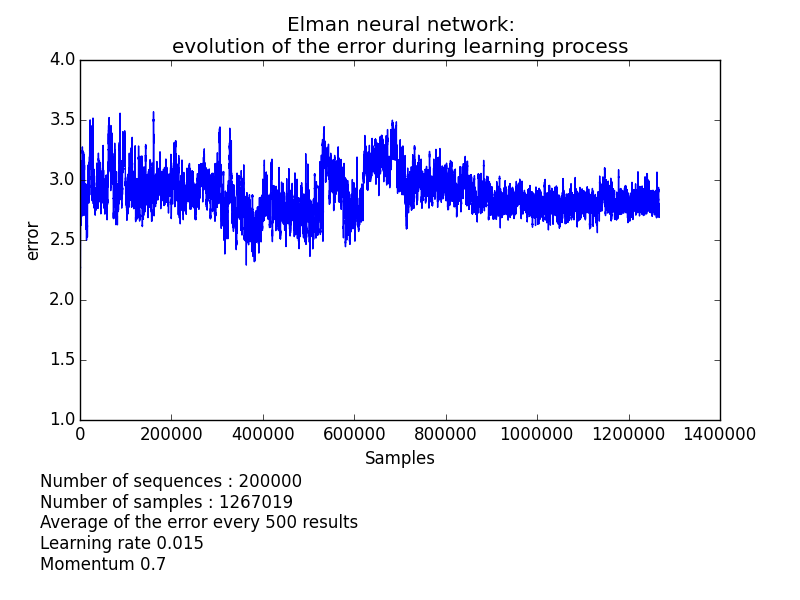 Elman neural network:
evolution of the error during learning process
4.0
3.5
3.0
2.5
2.0
1.5
1.0
error
0 200000 400000 600000 800000 1000000 1200000 1400000
Samples
Number of sequences : 200000
Number of samples : 1267019
Average of the error every 500 results
Learning rate 0.015
Momentum 0.7